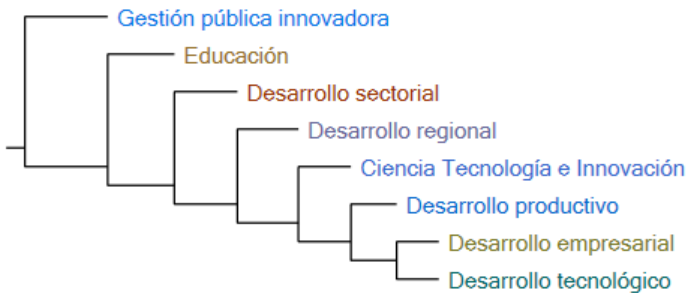 Gestión pública innovadora
Educación
Desarrollo sectorial
Desarrollo regional
Ciencia Tecnología e Innovación
Desarrollo productivo
Desarrollo empresarial
Desarrollo tecnológico